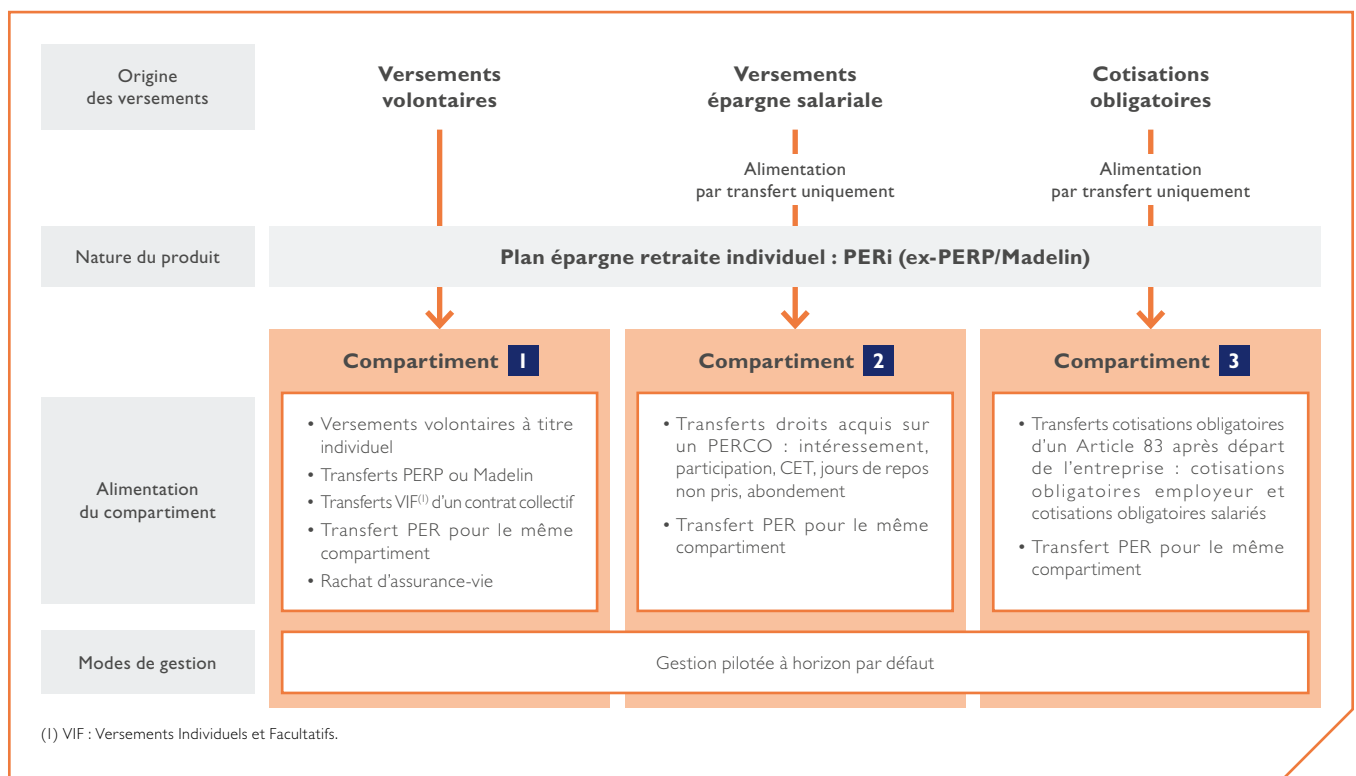 Origine
des versements
Versements
volontaires
Versements
épargne salariale
Cotisations
obligatoires
Alimentation
par transfert uniquement
Alimentation
par transfert uniquement
Nature du produit
Plan épargne retraite individuel : PERi (ex-PERP/Madelin)
Compartiment 1
Compartiment 2
Compartiment 3
Alimentation
du compartiment
• Versements volontaires à titre
individuel
• Transferts PERP ou Madelin
• Transferts VIF(1) d’un contrat collectif
• Transfert PER pour le même
compartiment
• Rachat d’assurance-vie
• Transferts droits acquis sur
un PERCO : intéressement,
participation, CET, jours de repos
non pris, abondement
• Transfert PER pour le même
compartiment
• Transferts cotisations obligatoires
d’un Article 83 après départ
de l’entreprise : cotisations
obligatoires employeur et
cotisations obligatoires salariés
• Transfert PER pour le même
compartiment
Modes de gestion
Gestion pilotée à horizon par défaut
(1) VIF : Versements Individuels et Facultatifs.